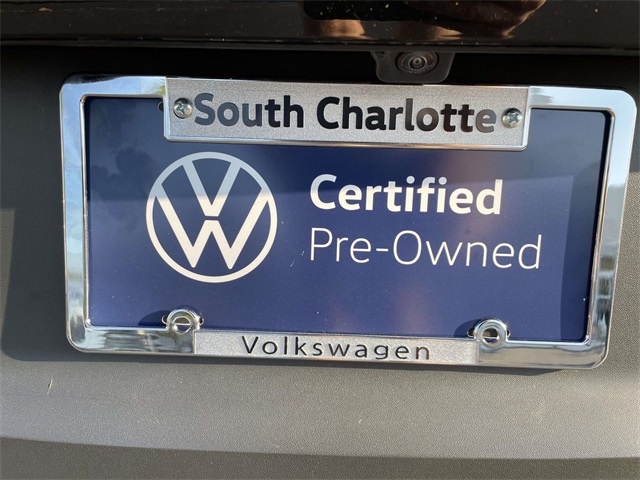 South Charlotte
Certified
Pre-Owned
Volkswagen